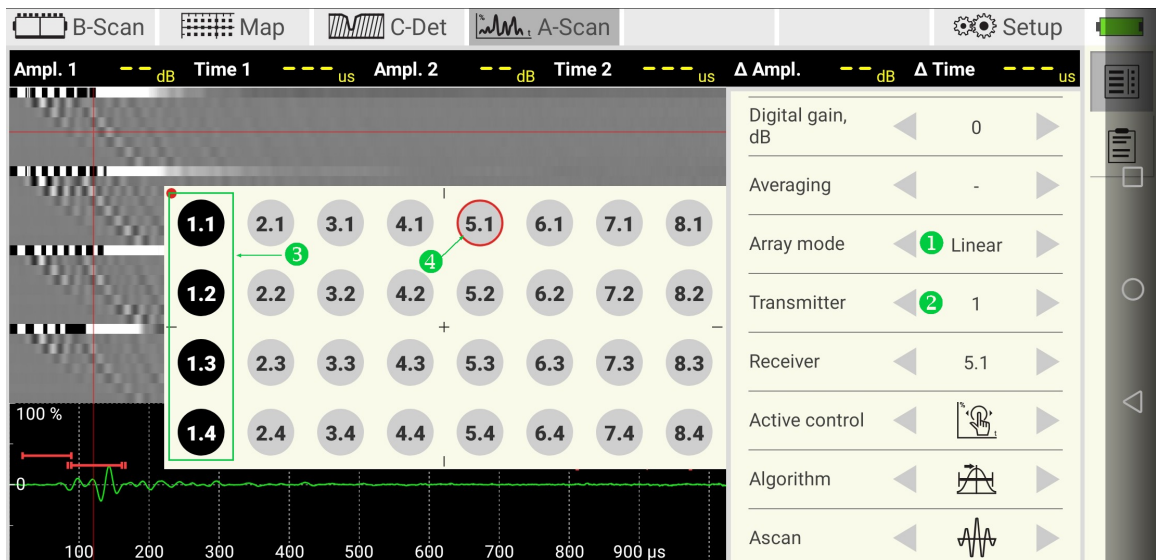 B-Scan Map C-Det A-Scan Setup
Ampl. 1 -- dB Time 1 --- us Ampl. 2 -- dB Time 2 --- us Δ Ampl. -- dB Δ Time --- us
Digital gain, dB 0
Averaging -
Array mode 1 Linear
Transmitter 2 1
Receiver 5.1
Active control
Algorithm
Ascan
1.1 2.1 3.1 4.1 5.1 6.1 7.1 8.1
3 4
1.2 2.2 3.2 4.2 5.2 6.2 7.2 8.2
1.3 2.3 3.3 4.3 5.3 6.3 7.3 8.3
1.4 2.4 3.4 4.4 5.4 6.4 7.4 8.4
100 %
0
100 200 300 400 500 600 700 800 900 µs